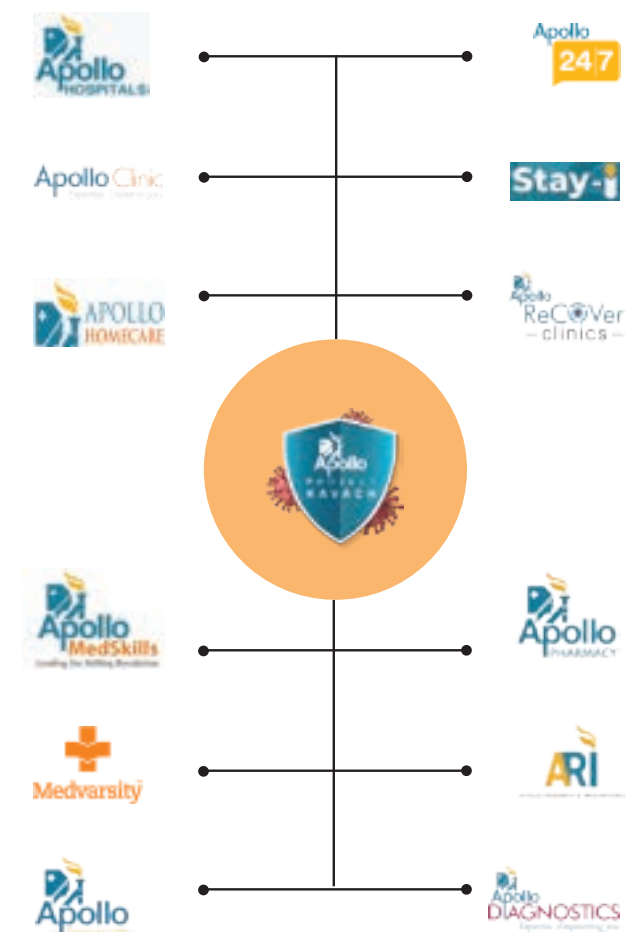 Apollo
HOSPITALS
Apollo
24|7
Apollo Clinic
Stay-i
APOLLO
HOMECARE
Apollo
ReCOVer
clinics
Apollo
PROJECT
KAVACH
Apollo
MedSkills
Apollo
PHARMACY
Medvarsity
ARI
Apollo
Apollo
DIAGNOSTICS